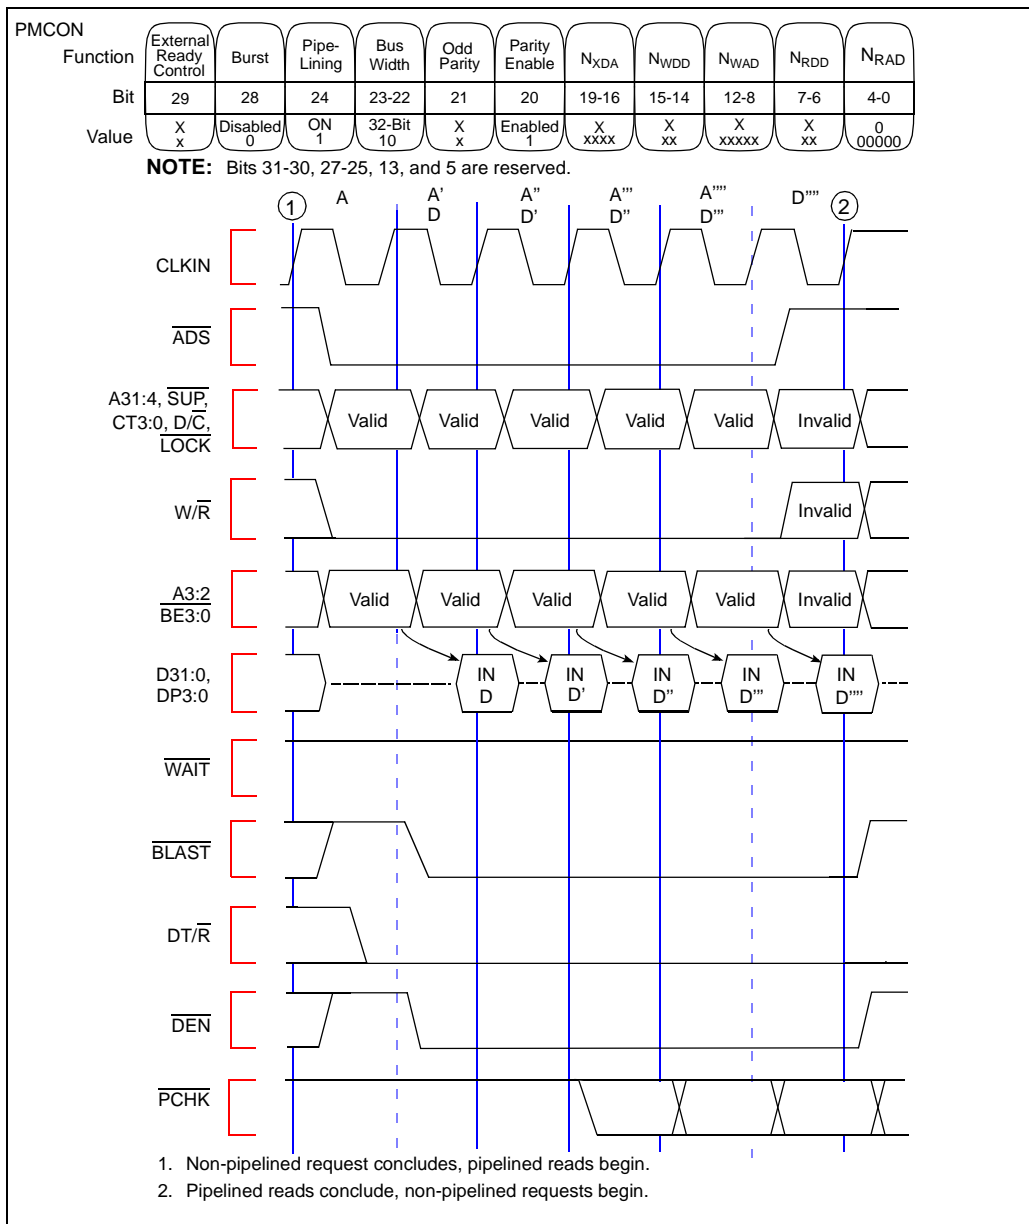 PMCON
Function External Ready Control Burst Pipe-Lining Bus Width Odd Parity Parity Enable NXDA NWDD NWAD NRDD NRAD
Bit 29 28 24 23-22 21 20 19-16 15-14 12-8 7-6 4-0
Value X x Disabled 0 ON 1 32-Bit 10 X x Enabled 1 X xxxx X xx X xxxxx X xx 0 00000
NOTE: Bits 31-30, 27-25, 13, and 5 are reserved.
1 A A' A'' A''' A'''' D'''' 2
D D' D'' D'''
CLKIN
ADS
A31:4, SUP,
CT3:0, D/C,
LOCK
Valid Valid Valid Valid Valid Invalid
W/R
Invalid
A3:2
BE3:0
Valid Valid Valid Valid Valid Invalid
D31:0,
DP3:0
IN IN IN IN IN
D D' D'' D''' D''''
WAIT
BLAST
DT/R
DEN
PCHK
1. Non-pipelined request concludes, pipelined reads begin.
2. Pipelined reads conclude, non-pipelined requests begin.